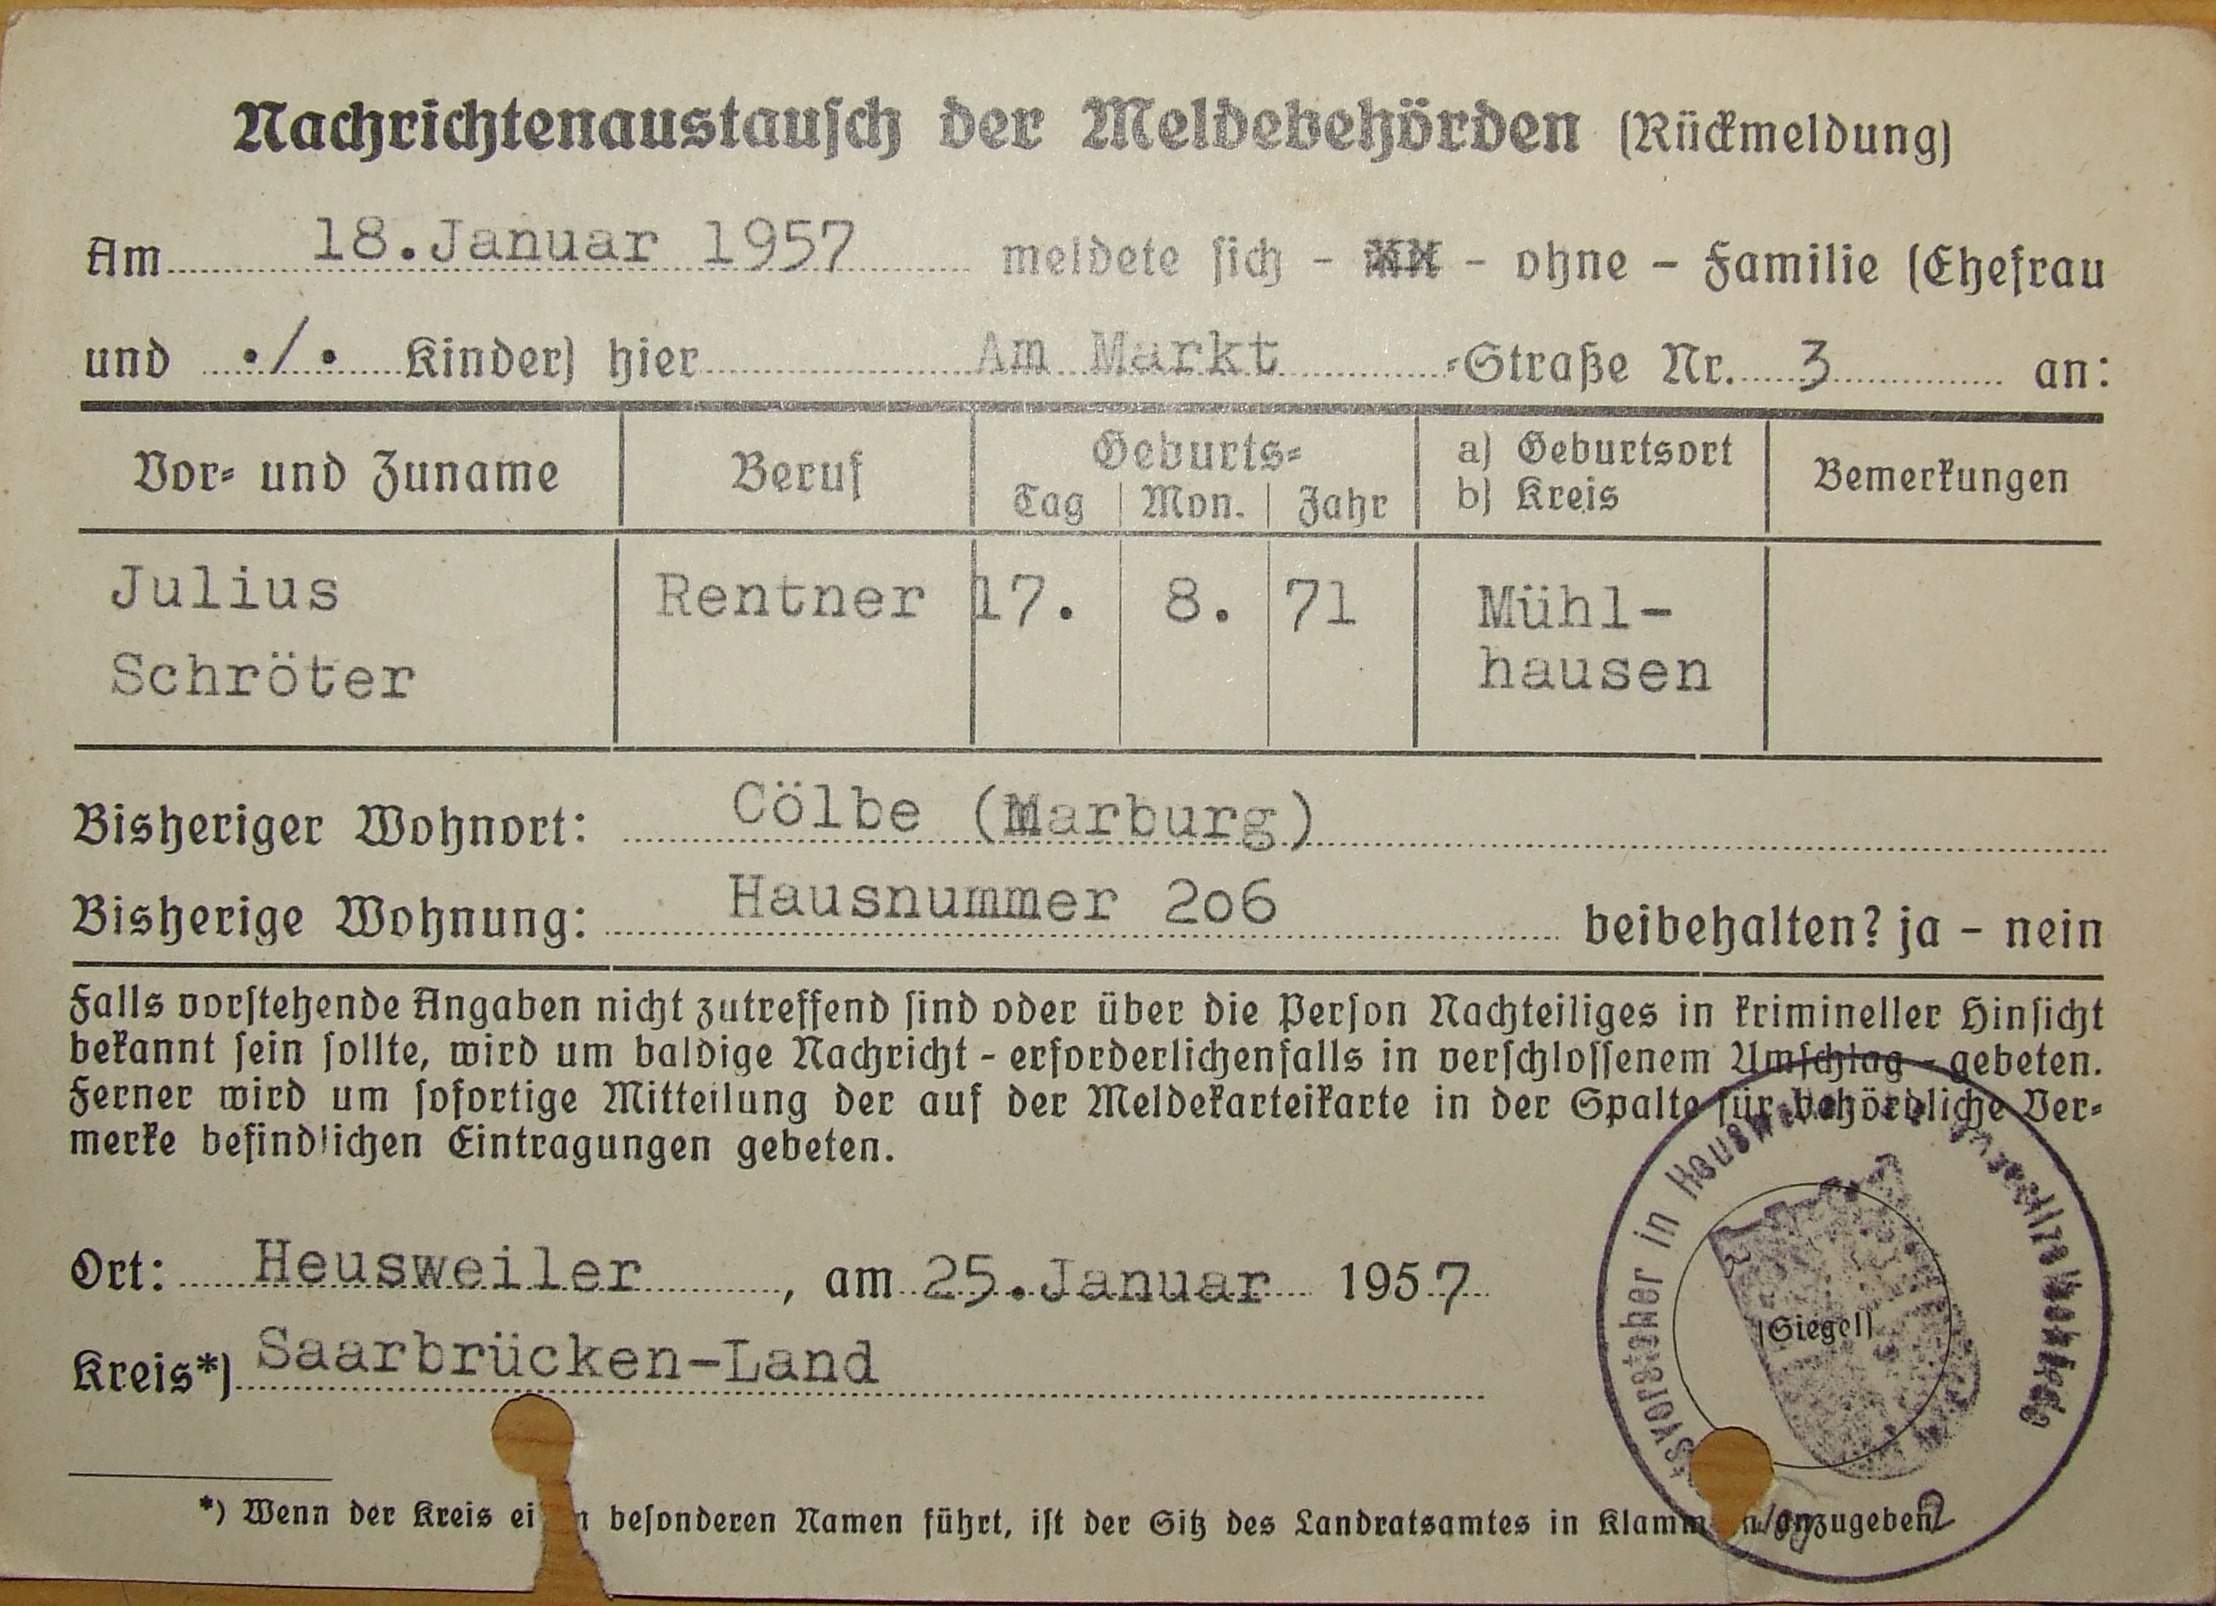 Nachrichtenaustausch der Meldebehörden (Rückmeldung)
Am 18.Januar 1957 meldete sich - - ohne - Familie (Ehefrau
und ./. Kinder) hier Am Markt -Straße Nr. 3 an:
Vor- und Zuname Beruf Geburts- a) Geburtsort Bemerkungen
Tag Mon. Jahr b) Kreis
Julius Rentner 17. 8. 71 Mühl-
Schröter hausen
Bisheriger Wohnort: Cölbe (Marburg)
Bisherige Wohnung: Hausnummer 2o6 beibehalten? ja - nein
Falls vorstehende Angaben nicht zutreffend sind oder über die Person Nachteiliges in krimineller Hinsicht
bekannt sein sollte, wird um baldige Nachricht - erforderlichenfalls in verschlossenem Umschlag - gebeten.
Ferner wird um sofortige Mitteilung der auf der Meldekarteikarte in der Spalte für behördliche Ver-
merke befindlichen Eintragungen gebeten.
Ort: Heusweiler, am 25.Januar 1957
Kreis*) Saarbrücken-Land
(Siegel)
vorsteher in Heusweiler Ortspolizeibehörde
*) Wenn der Kreis besonderen Namen führt, ist der Sitz des Landratsamtes in anzugeben